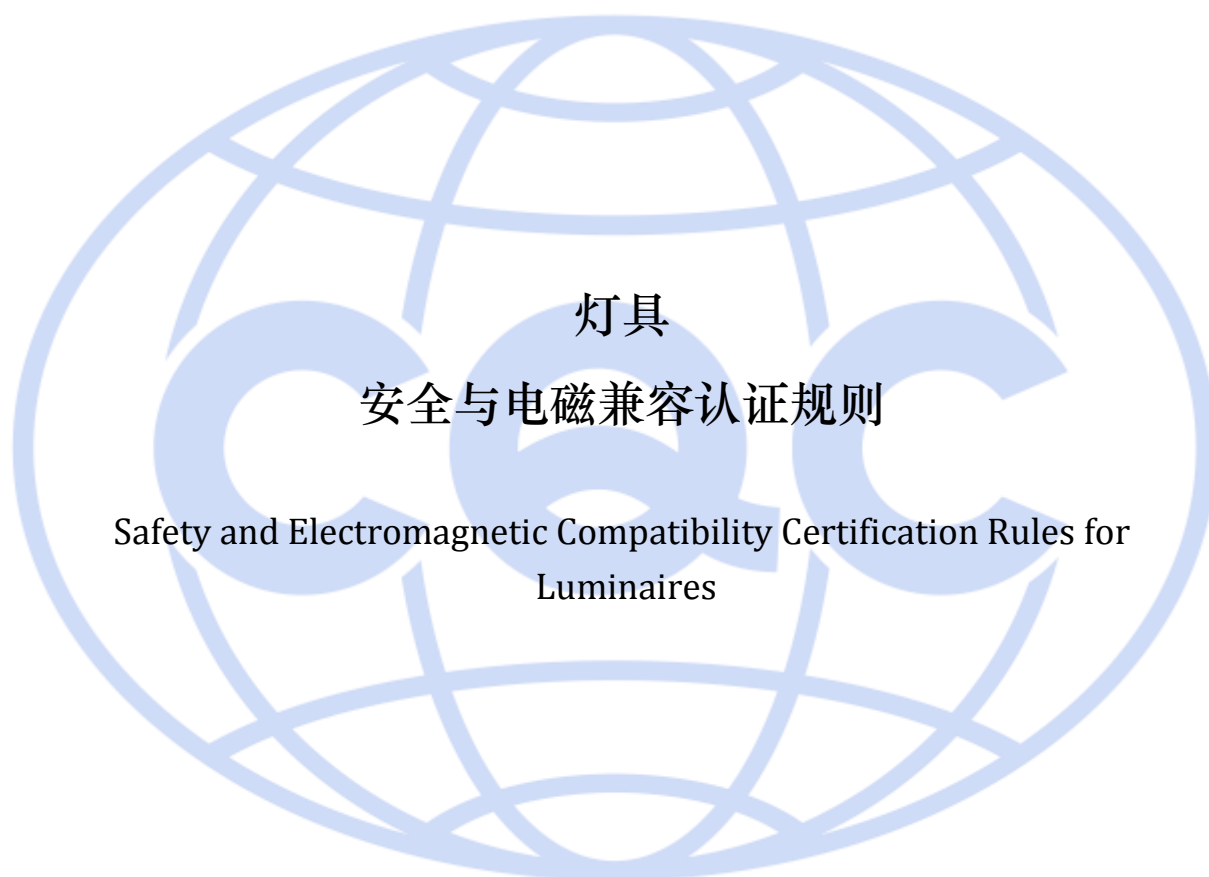 灯具
安全与电磁兼容认证规则
CQC
Safety and Electromagnetic Compatibility Certification Rules for
Luminaires